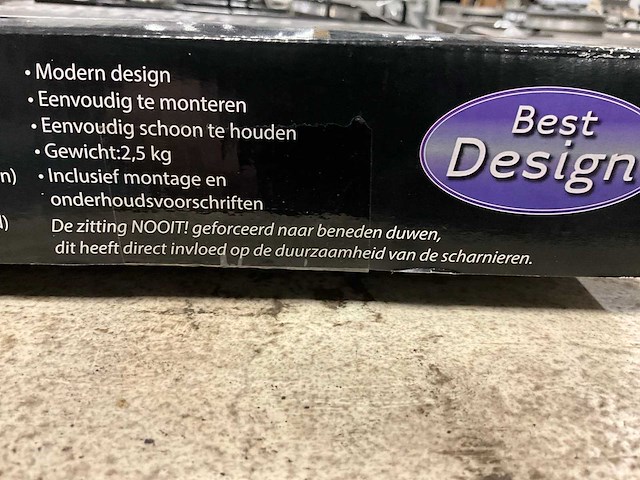 • Modern design
• Eenvoudig te monteren
• Eenvoudig schoon te houden
• Gewicht:2,5 kg
n) • Inclusief montage en
onderhoudsvoorschriften
) De zitting NOOIT! geforceerd naar beneden duwen,
dit heeft direct invloed op de duurzaamheid van de scharnieren.
Best
Design